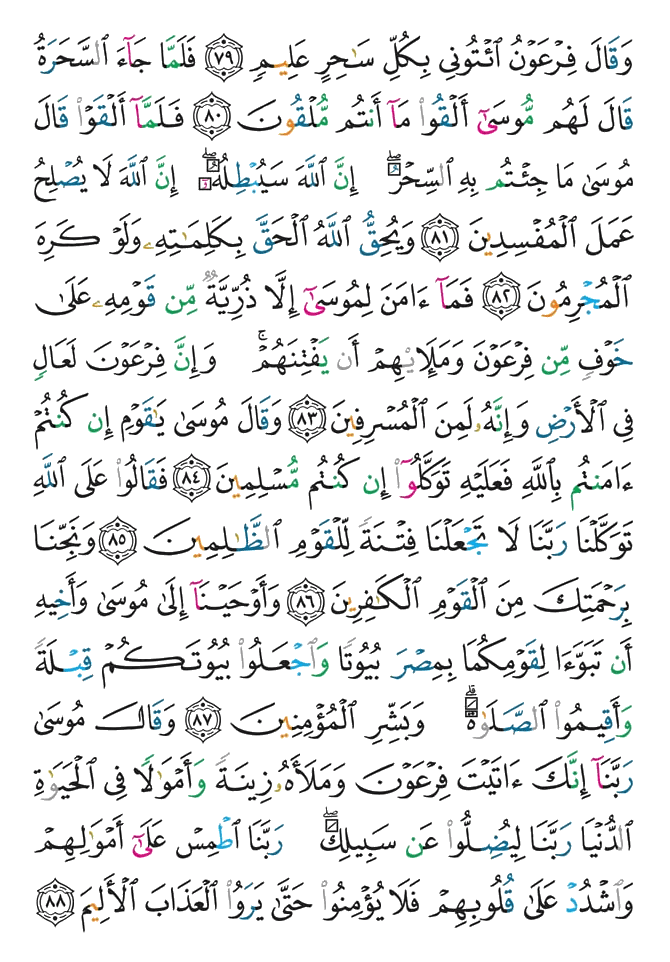 وَقَالَ فِرْعَوْنُ ٱئْتُونِي بِكُلِّ سَٰحِرٍ عَلِيمٖ ٧٩ فَلَمَّا جَآءَ ٱلسَّحَرَةُ
قَالَ لَهُم مُّوسَىٰٓ أَلْقُوا۟ مَآ أَنتُم مُّلْقُونَ ٨٠ فَلَمَّآ أَلْقَوْا۟ قَالَ
مُوسَىٰ مَا جِئْتُم بِهِ ٱلسِّحْرُۖ إِنَّ ٱللَّهَ سَيُبْطِلُهُۥٓۖ إِنَّ ٱللَّهَ لَا يُصْلِحُ
عَمَلَ ٱلْمُفْسِدِينَ ٨١ وَيُحِقُّ ٱللَّهُ ٱلْحَقَّ بِكَلِمَٰتِهِۦ وَلَوْ كَرِهَ
ٱلْمُجْرِمُونَ ٨٢ فَمَآ ءَامَنَ لِمُوسَىٰٓ إِلَّا ذُرِّيَّةٞ مِّن قَوْمِهِۦ عَلَىٰ
خَوْفٖ مِّن فِرْعَوْنَ وَمَلَإِي۟هِمْ أَن يَفْتِنَهُمْۚ وَإِنَّ فِرْعَوْنَ لَعَالٖ
فِي ٱلْأَرْضِ وَإِنَّهُۥ لَمِنَ ٱلْمُسْرِفِينَ ٨٣ وَقَالَ مُوسَىٰ يَٰقَوْمِ إِن كُنتُمْ
ءَامَنتُم بِٱللَّهِ فَعَلَيْهِ تَوَكَّلُوٓا۟ إِن كُنتُم مُّسْلِمِينَ ٨٤ فَقَالُوا۟ عَلَى ٱللَّهِ
تَوَكَّلْنَا رَبَّنَا لَا تَجْعَلْنَا فِتْنَةٗ لِّلْقَوْمِ ٱلظَّٰلِمِينَ ٨٥ وَنَجِّنَا
بِرَحْمَتِكَ مِنَ ٱلْقَوْمِ ٱلْكَٰفِرِينَ ٨٦ وَأَوْحَيْنَآ إِلَىٰ مُوسَىٰ وَأَخِيهِ
أَن تَبَوَّءَا لِقَوْمِكُمَا بِمِصْرَ بُيُوتٗا وَٱجْعَلُوا۟ بُيُوتَكُمْ قِبْلَةٗ
وَأَقِيمُوا۟ ٱلصَّلَوٰةَۗ وَبَشِّرِ ٱلْمُؤْمِنِينَ ٨٧ وَقَالَ مُوسَىٰ
رَبَّنَآ إِنَّكَ ءَاتَيْتَ فِرْعَوْنَ وَمَلَأَهُۥ زِينَةٗ وَأَمْوَٰلٗا فِي ٱلْحَيَوٰةِ
ٱلدُّنْيَا رَبَّنَا لِيُضِلُّوا۟ عَن سَبِيلِكَۖ رَبَّنَا ٱطْمِسْ عَلَىٰٓ أَمْوَٰلِهِمْ
وَٱشْدُدْ عَلَىٰ قُلُوبِهِمْ فَلَا يُؤْمِنُوا۟ حَتَّىٰ يَرَوُا۟ ٱلْعَذَابَ ٱلْأَلِيمَ ٨٨